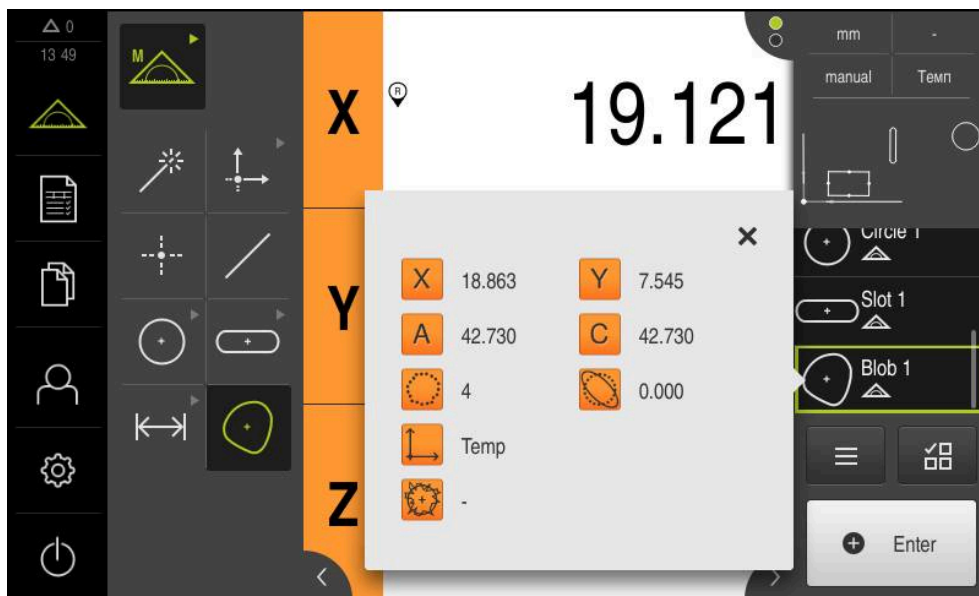 0
13 49
M
X
R
19.121
mm
-
manual
Темп
X
18.863
Y
7.545
A
42.730
C
42.730
4
0.000
Temp
-
Y
Z
Circle 1
Slot 1
Blob 1
Enter